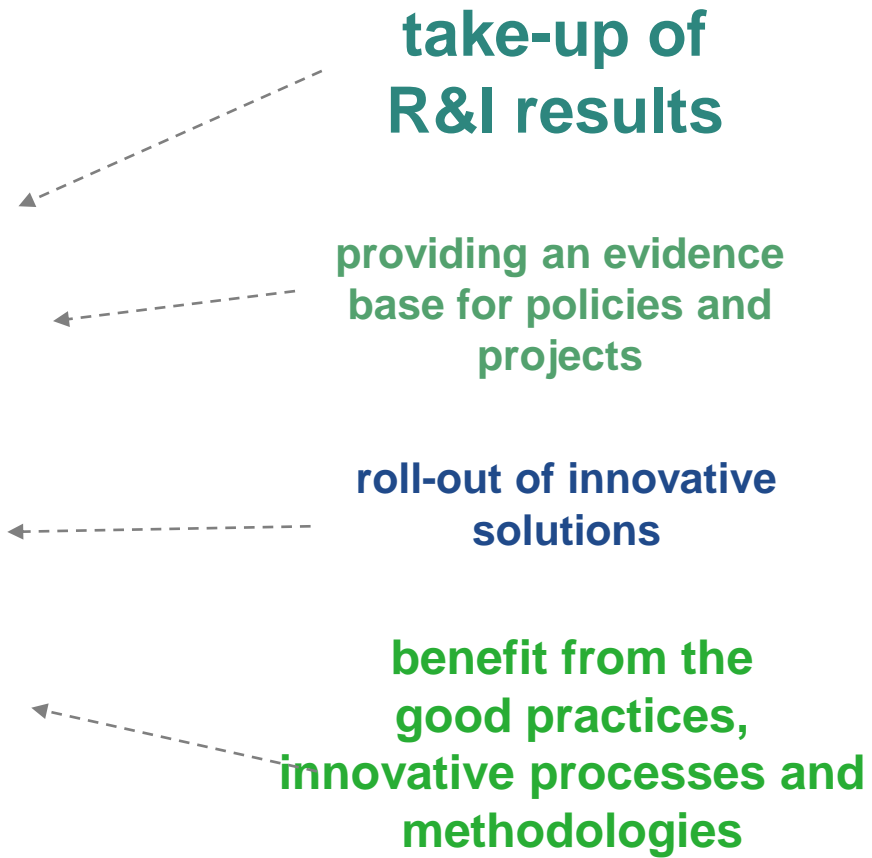 take-up of
R&I results
providing an evidence
base for policies and
projects
roll-out of innovative
solutions
benefit from the
good practices,
innovative processes and
methodologies